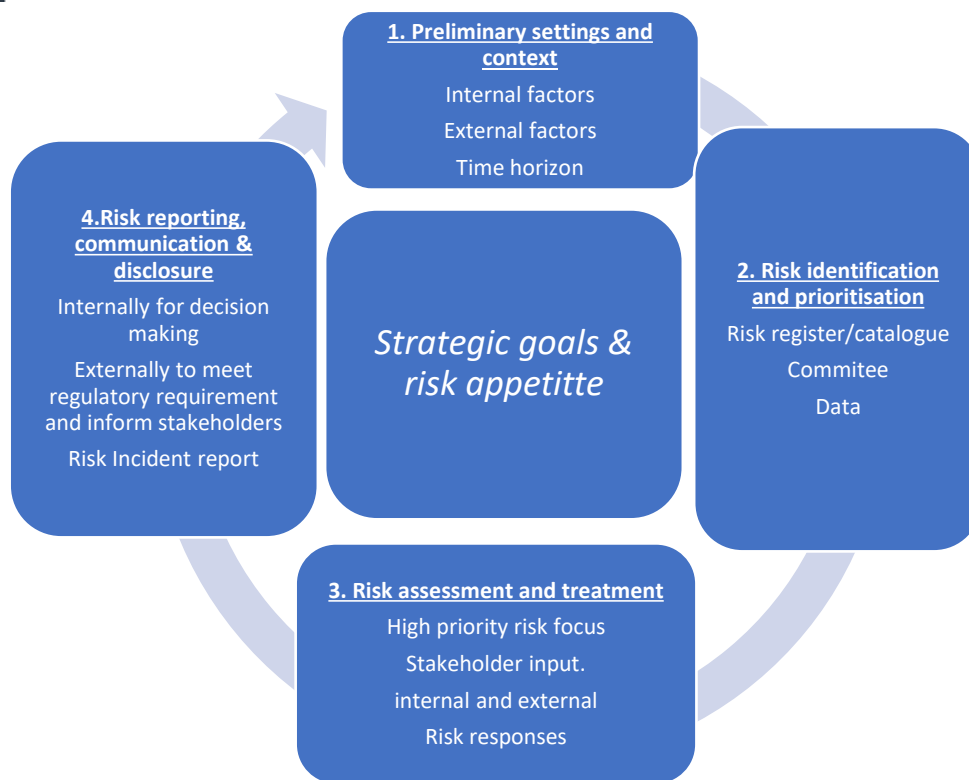 1. Preliminary settings and
context
Internal factors
External factors
Time horizon
2. Risk identification
and prioritisation
Risk register/catalogue
Commitee
Data
3. Risk assessment and treatment
High priority risk focus
Stakeholder input.
internal and external
Risk responses
4.Risk reporting,
communication &
disclosure
Internally for decision
making
Externally to meet
regulatory requirement
and inform stakeholders
Risk Incident report
Strategic goals &
risk appetitte